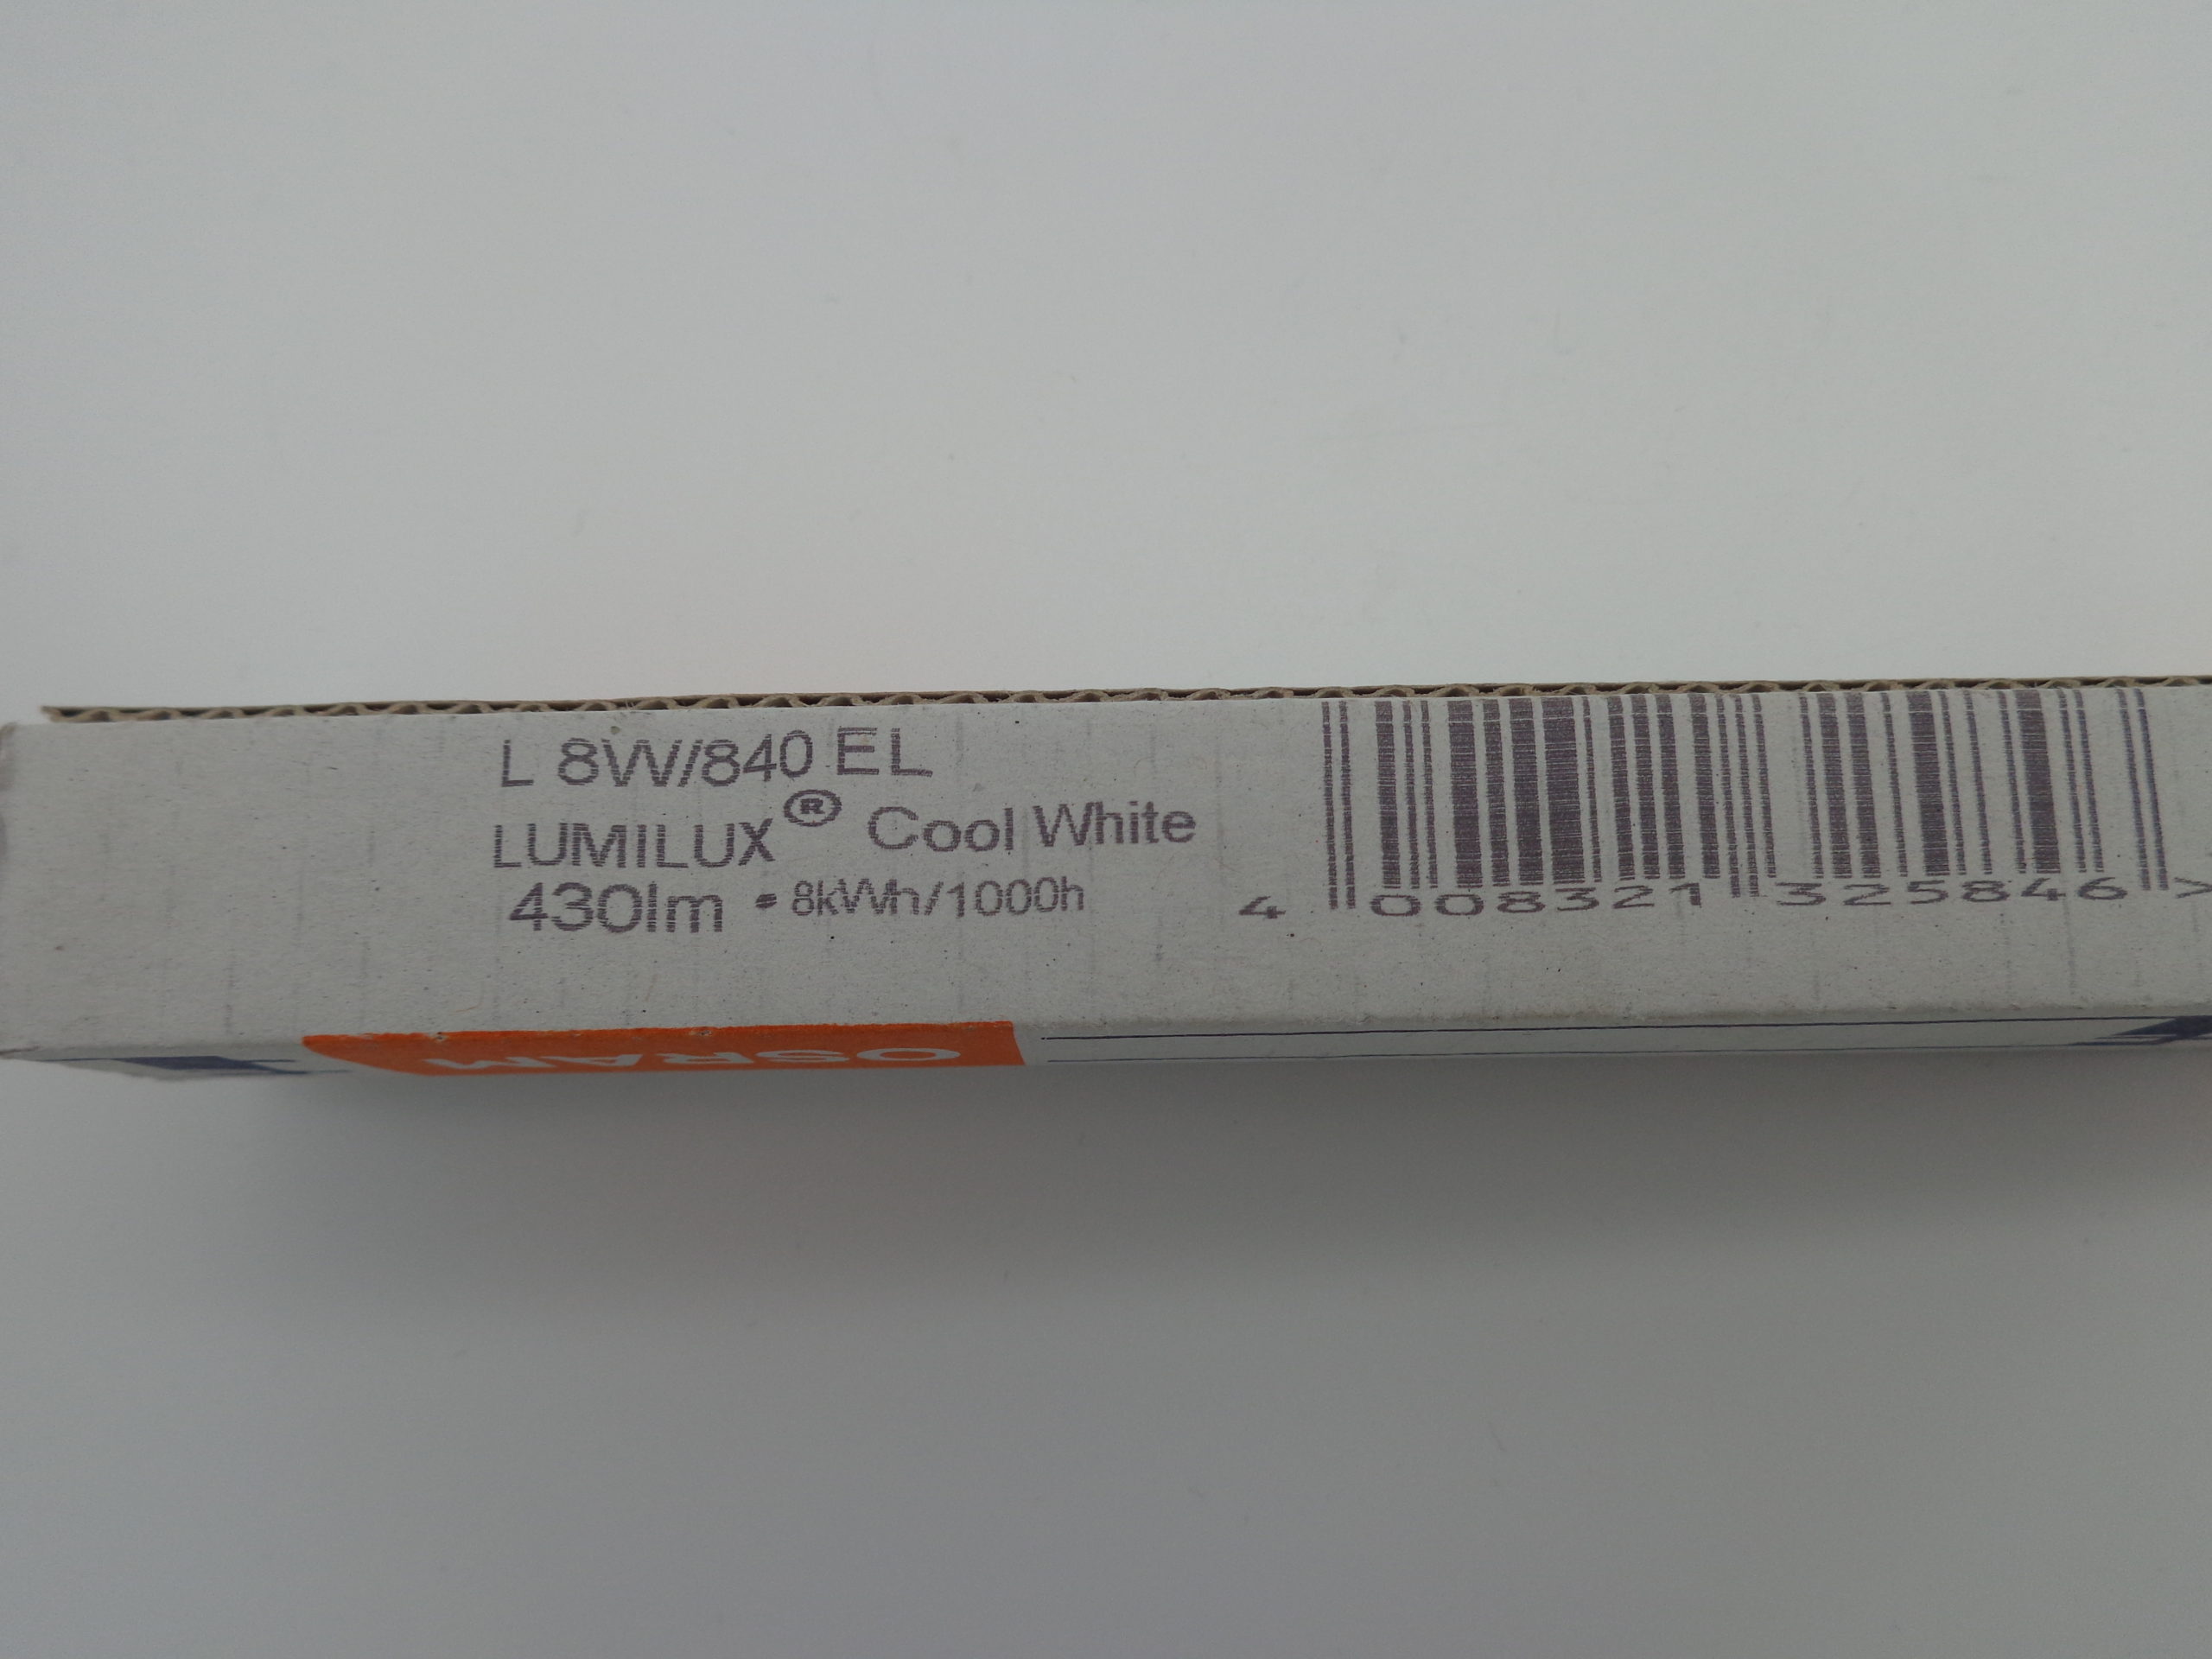 L 8W/840 EL
LUMILUX® Cool White
430lm • 8kWh/1000h
4 008321 325846 >
OSRAM